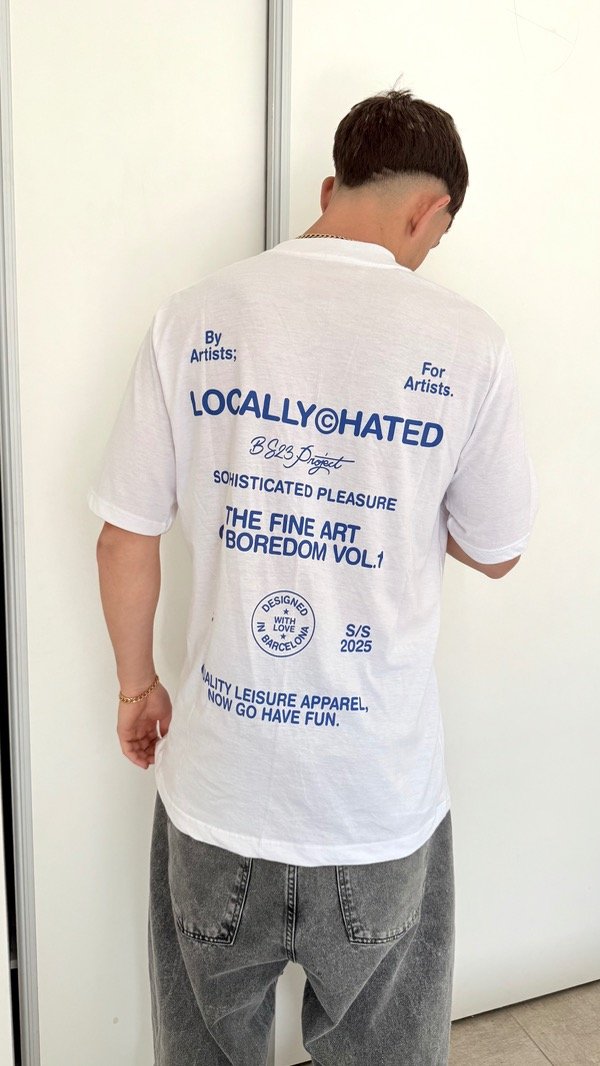 By
Artists;
For
Artists.
LOCALLY©HATED
BS23 Project
SOPHISTICATED PLEASURE
THE FINE ART
BOREDOM VOL.1
DESIGNED
WITH
LOVE
IN BARCELONA
S/S
2025
LEISURE APPAREL,
NOW GO HAVE FUN.